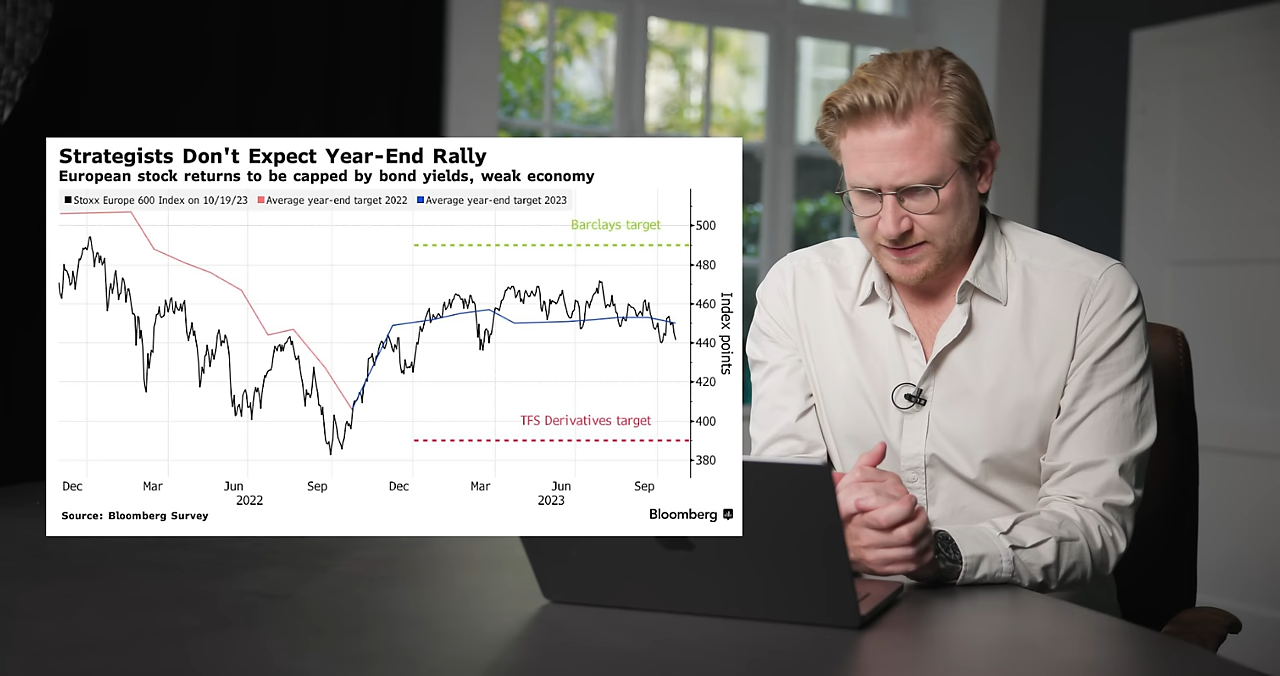 Strategists Don't Expect Year-End Rally
European stock returns to be capped by bond yields, weak economy
Stoxx Europe 600 Index on 10/19/23 Average year-end target 2022 Average year-end target 2023
Barclays target
TFS Derivatives target
500
480
460
440
420
400
380
Index points
Dec Mar Jun Sep Dec Mar Jun Sep
2022 2023
Source: Bloomberg Survey
Bloomberg